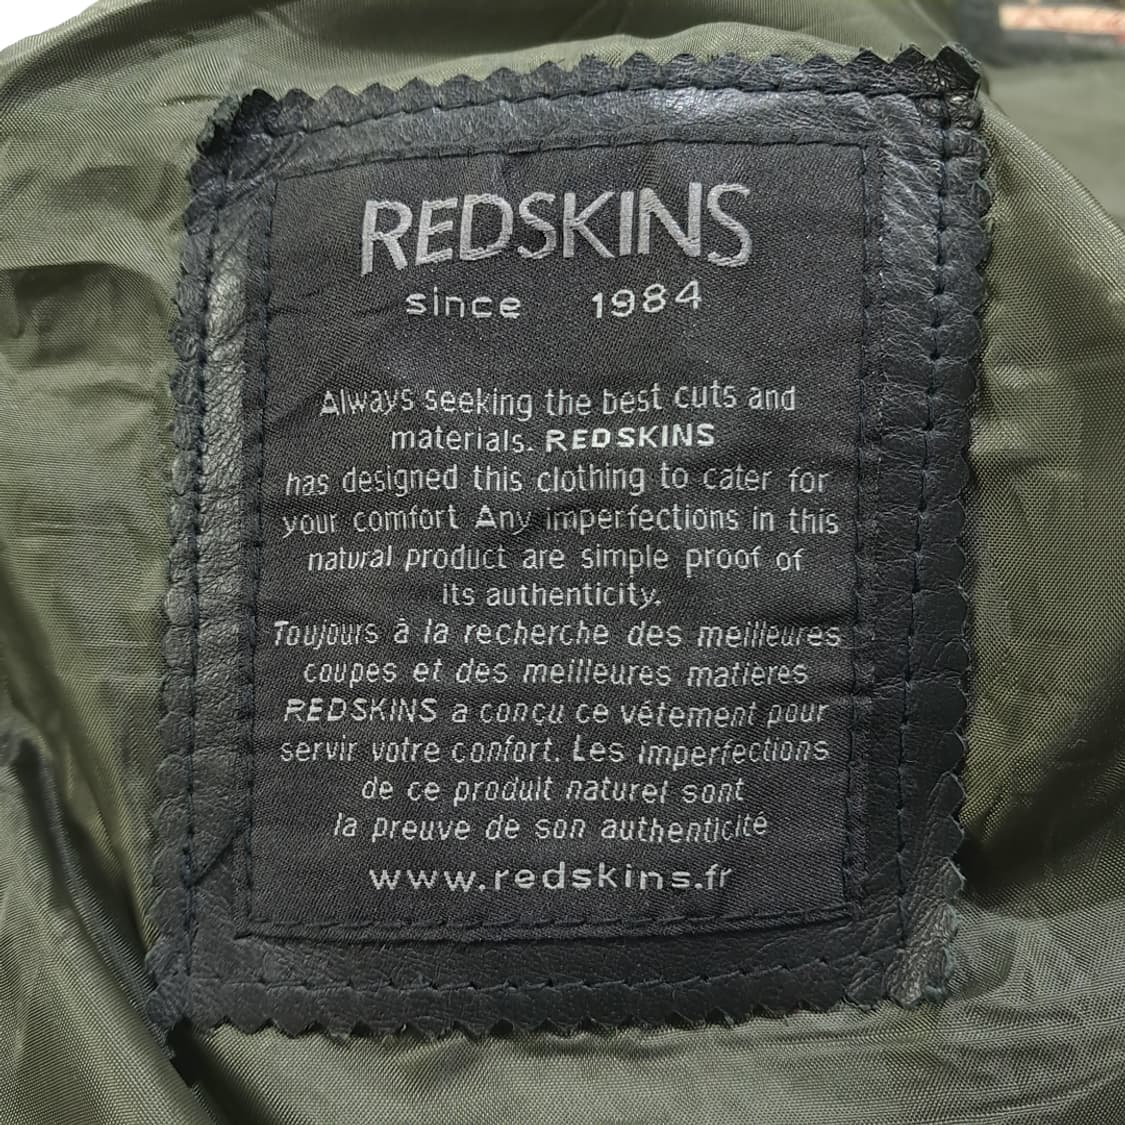 REDSKINS
since 1984
Always seeking the best cuts and
materials. REDSKINS
has designed this clothing to cater for
your comfort. Any imperfections in this
natural product are simple proof of
its authenticity.
Toujours à la recherche des meilleures
coupes et des meilleures matières
REDSKINS a conçu ce vêtement pour
servir votre confort. Les imperfections
de ce produit naturel sont
la preuve de son authenticité
www.redskins.fr